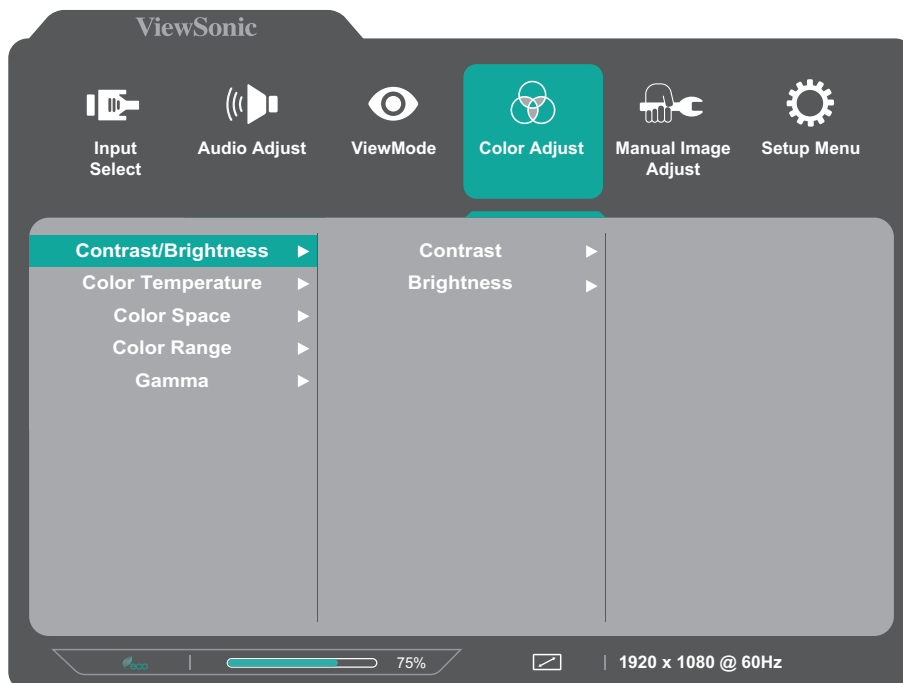 ViewSonic
Input Select
Audio Adjust
ViewMode
Color Adjust
Manual Image Adjust
Setup Menu
Contrast/Brightness
Color Temperature
Color Space
Color Range
Gamma
Contrast
Brightness
eco
75%
1920 x 1080 @ 60Hz